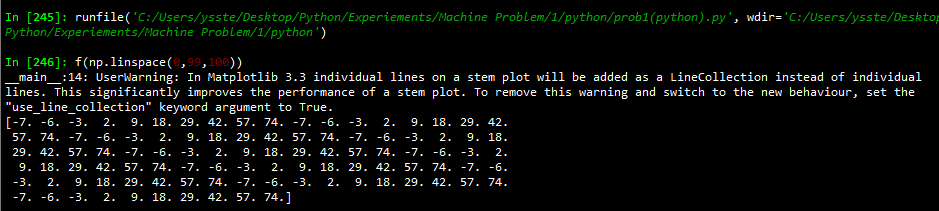 In [245]: runfile('C:/Users/ysste/Desktop/Python/Experiements/Machine Problem/1/python/prob1(python).py', wdir='C:/Users/ysste/Desktop
Python/Experiements/Machine Problem/1/python')
In [246]: f(np.linspace(0,99,100))
__main__:14: UserWarning: In Matplotlib 3.3 individual lines on a stem plot will be added as a LineCollection instead of individual
lines. This significantly improves the performance of a stem plot. To remove this warning and switch to the new behaviour, set the
"use_line_collection" keyword argument to True.
[-7. -6. -3.  2.  9. 18. 29. 42. 57. 74. -7. -6. -3.  2.  9. 18. 29. 42.
 57. 74. -7. -6. -3.  2.  9. 18. 29. 42. 57. 74. -7. -6. -3.  2.  9. 18.
 29. 42. 57. 74. -7. -6. -3.  2.  9. 18. 29. 42. 57. 74. -7. -6. -3.  2.
  9. 18. 29. 42. 57. 74. -7. -6. -3.  2.  9. 18. 29. 42. 57. 74. -7. -6.
 -3.  2.  9. 18. 29. 42. 57. 74. -7. -6. -3.  2.  9. 18. 29. 42. 57. 74.
 -7. -6. -3.  2.  9. 18. 29. 42. 57. 74.]